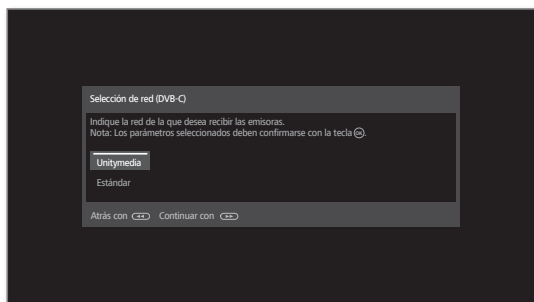 Selección de red (DVB-C)
Indique la red de la que desea recibir las emisoras.
Nota: Los parámetros seleccionados deben confirmarse con la tecla OK.
Unitymedia
Estándar
Atrás con ◄◄ Continuar con ►►